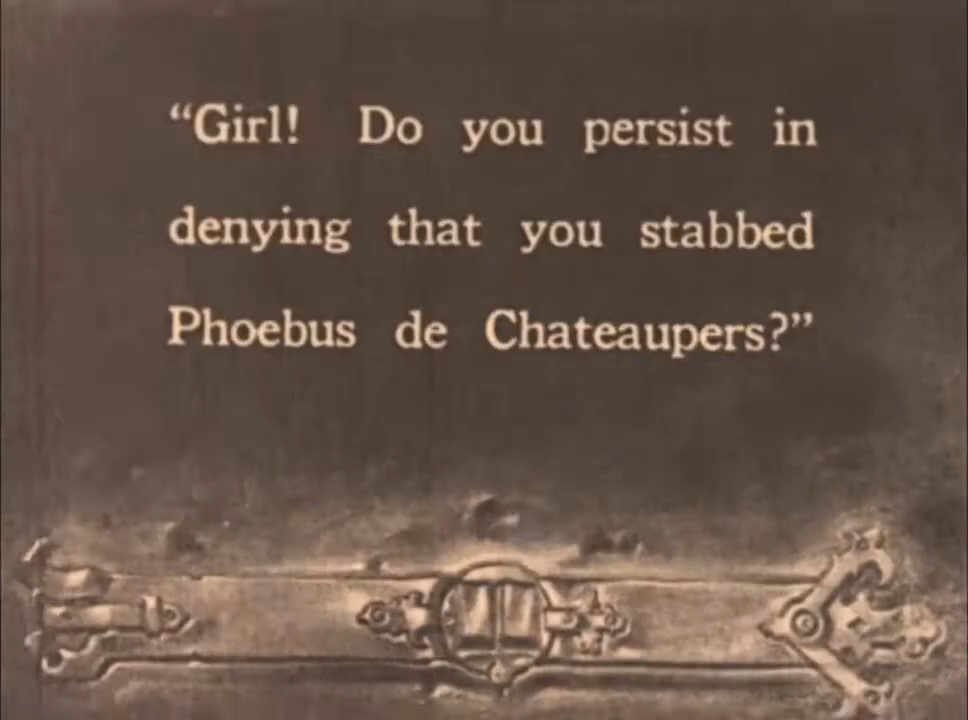 “Girl! Do you persist in
denying that you stabbed
Phoebus de Chateaupers?”